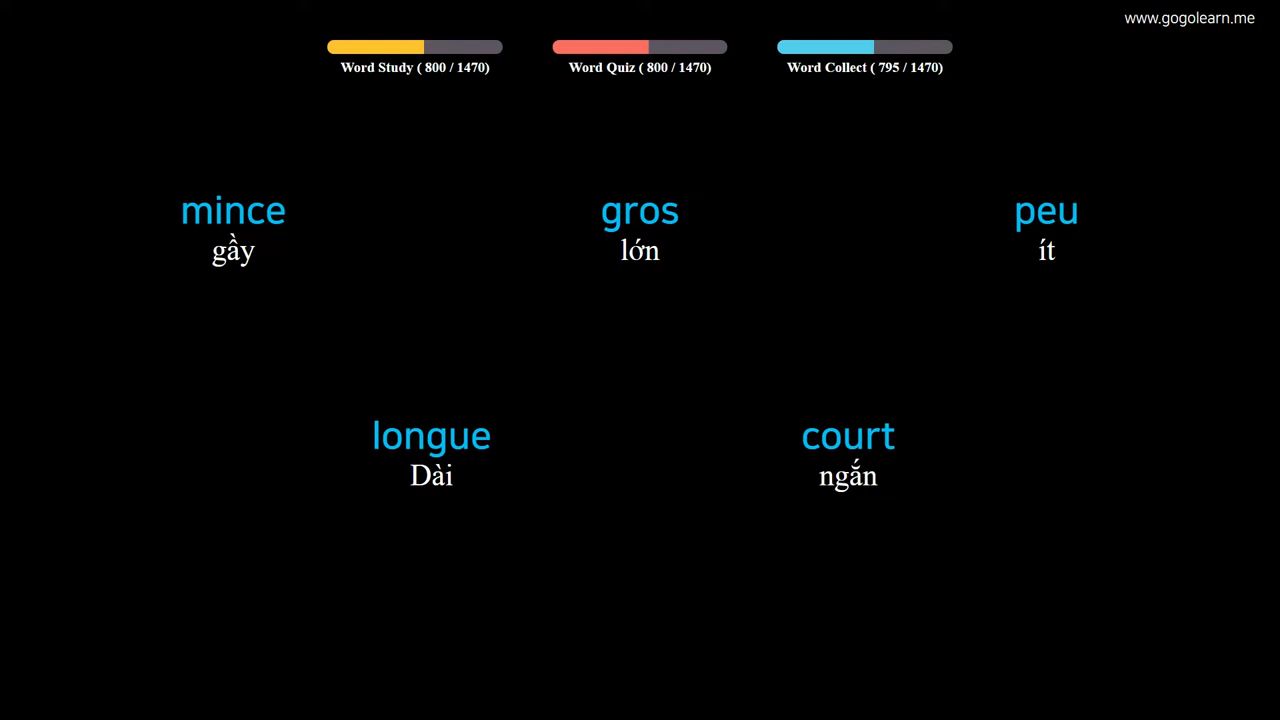 www.gogolearn.me
Word Study ( 800 / 1470)
Word Quiz ( 800 / 1470)
Word Collect ( 795 / 1470)
mince
gầy
gros
lớn
peu
ít
longue
Dài
court
ngắn